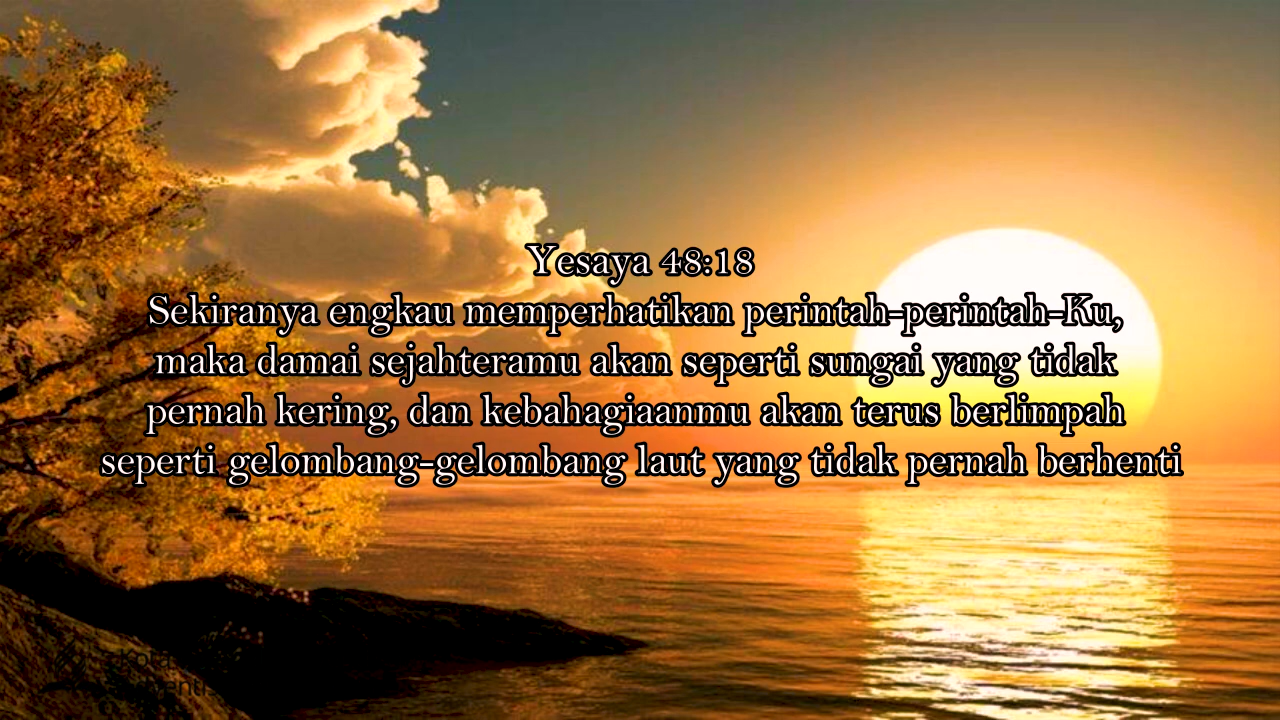 Yesaya 48:18
Sekiranya engkau memperhatikan perintah-perintah-Ku,
maka damai sejahteramu akan seperti sungai yang tidak
pernah kering, dan kebahagiaanmu akan terus berlimpah
seperti gelombang-gelombang laut yang tidak pernah berhenti